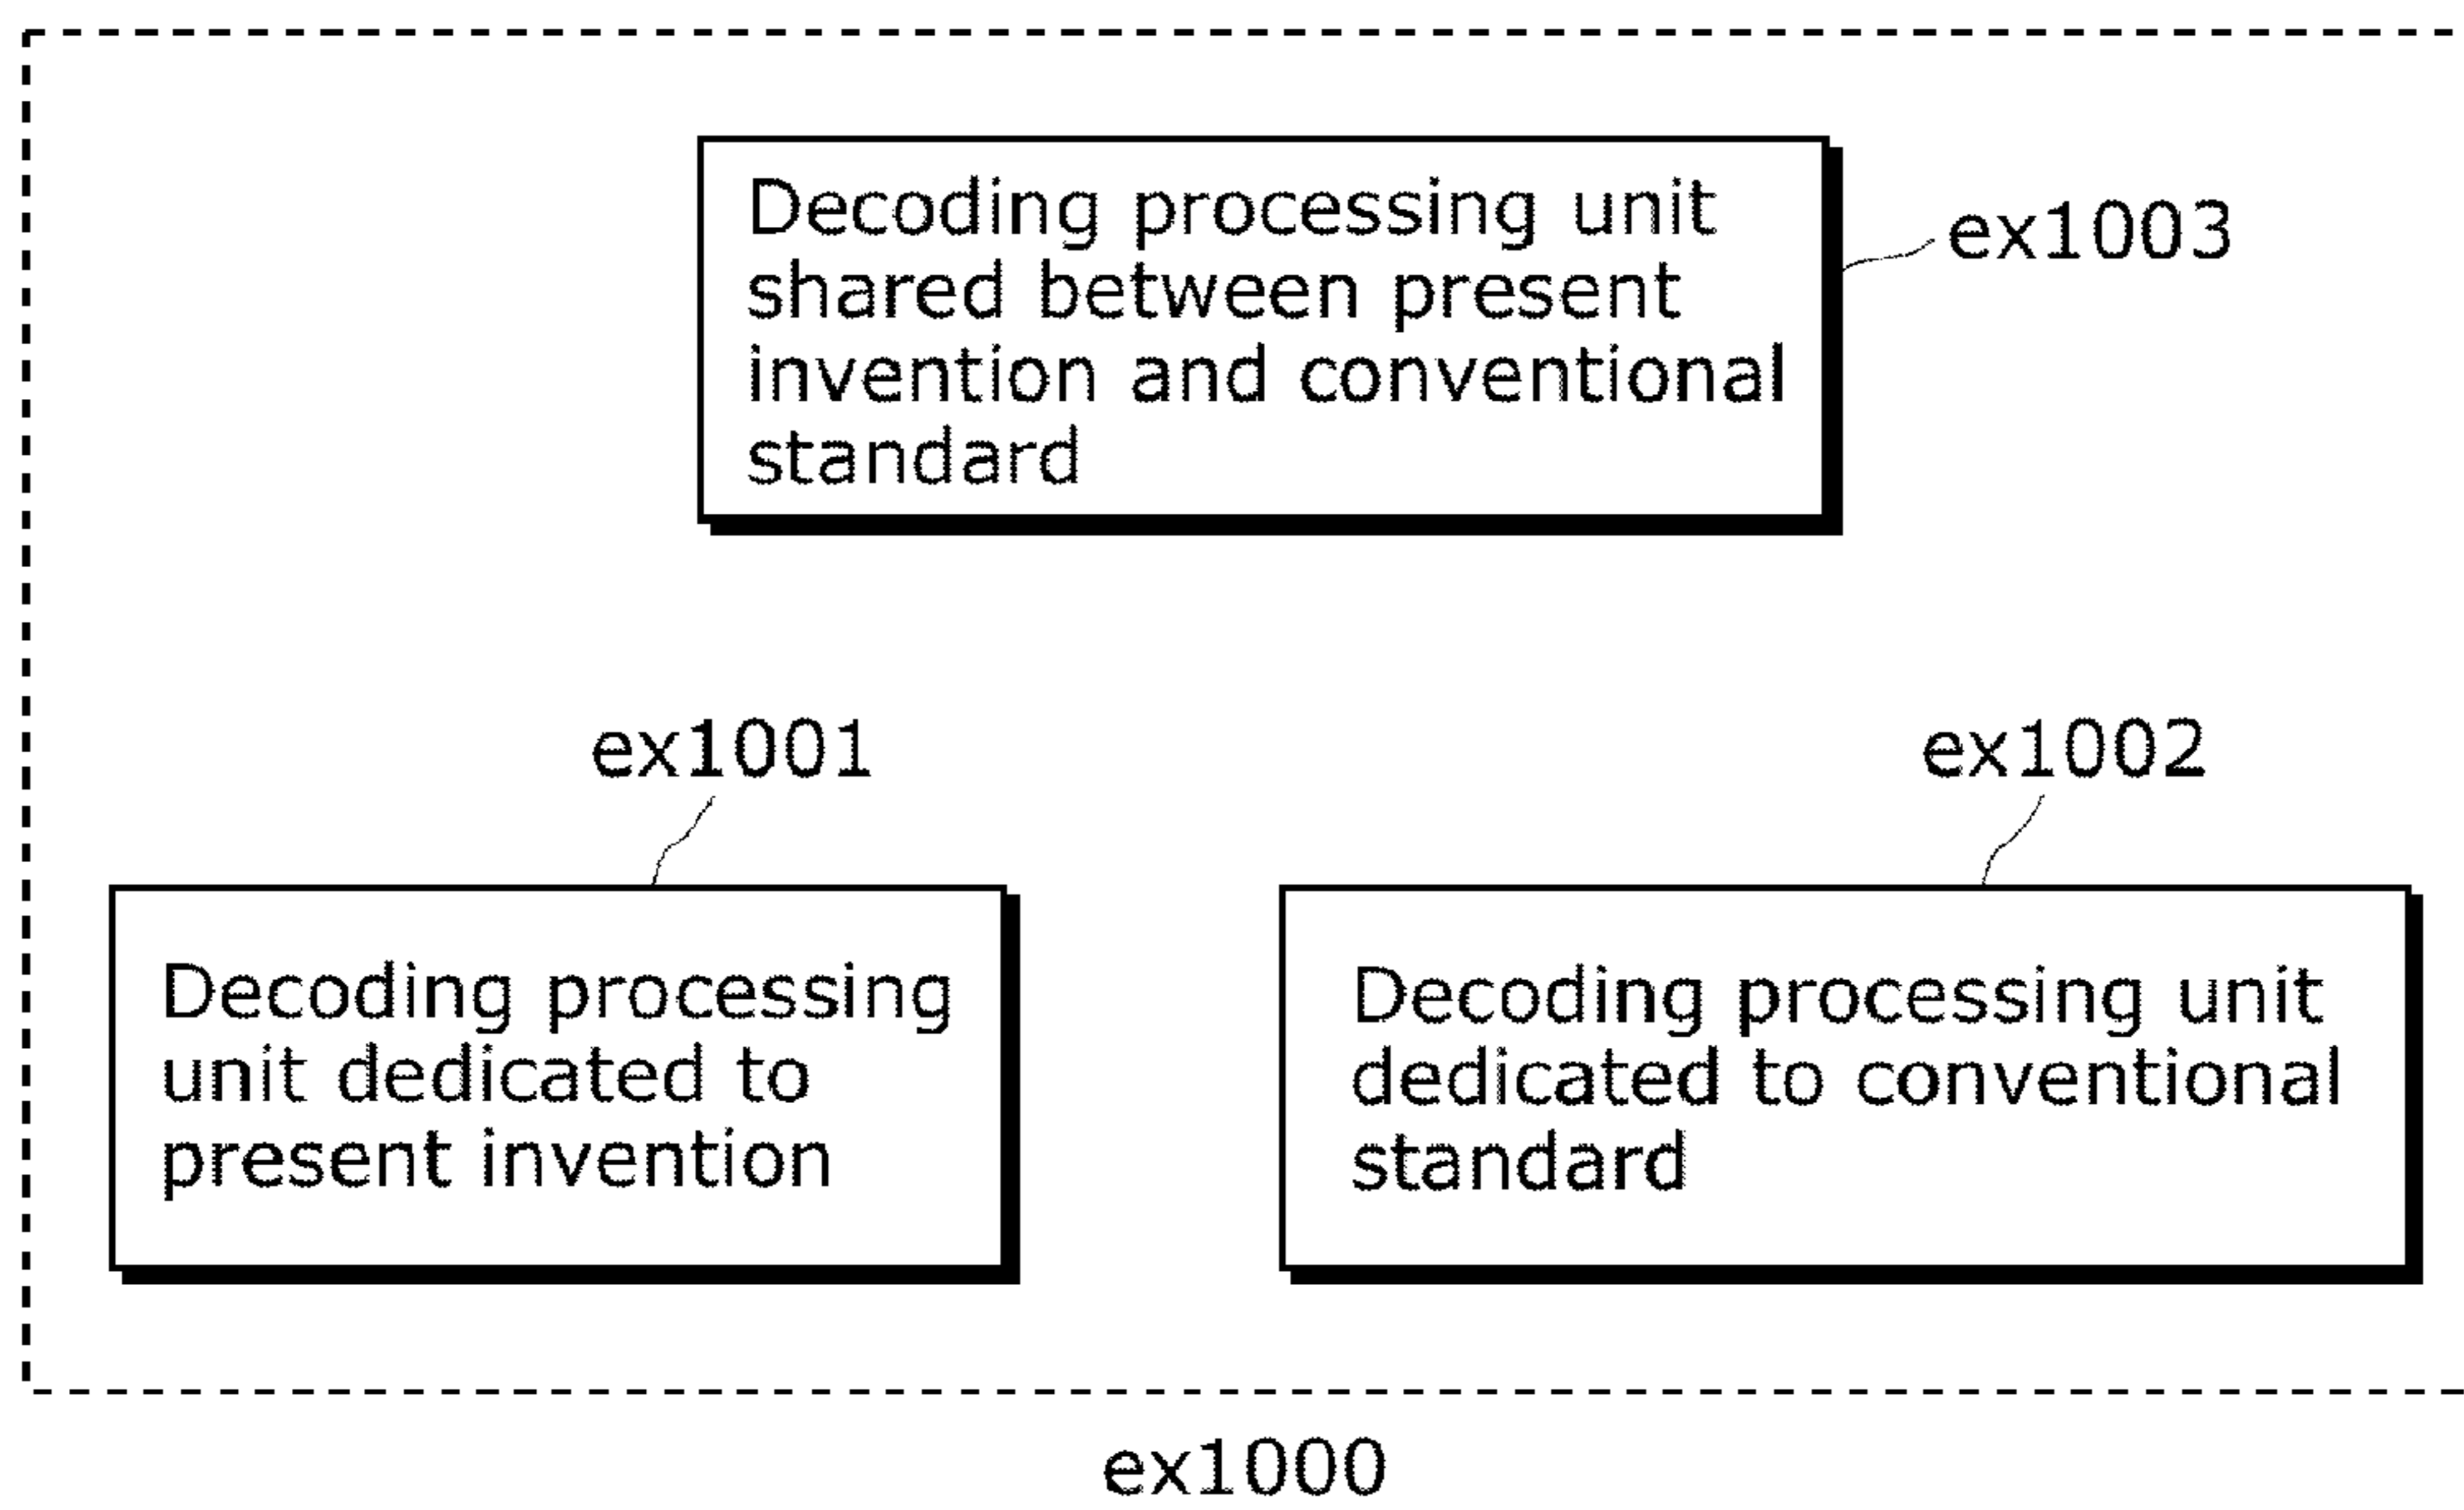 Decoding processing unit
shared between present
invention and conventional
standard
ex1003
ex1001
ex1002
Decoding processing
unit dedicated to
present invention
Decoding processing unit
dedicated to conventional
standard
ex1000